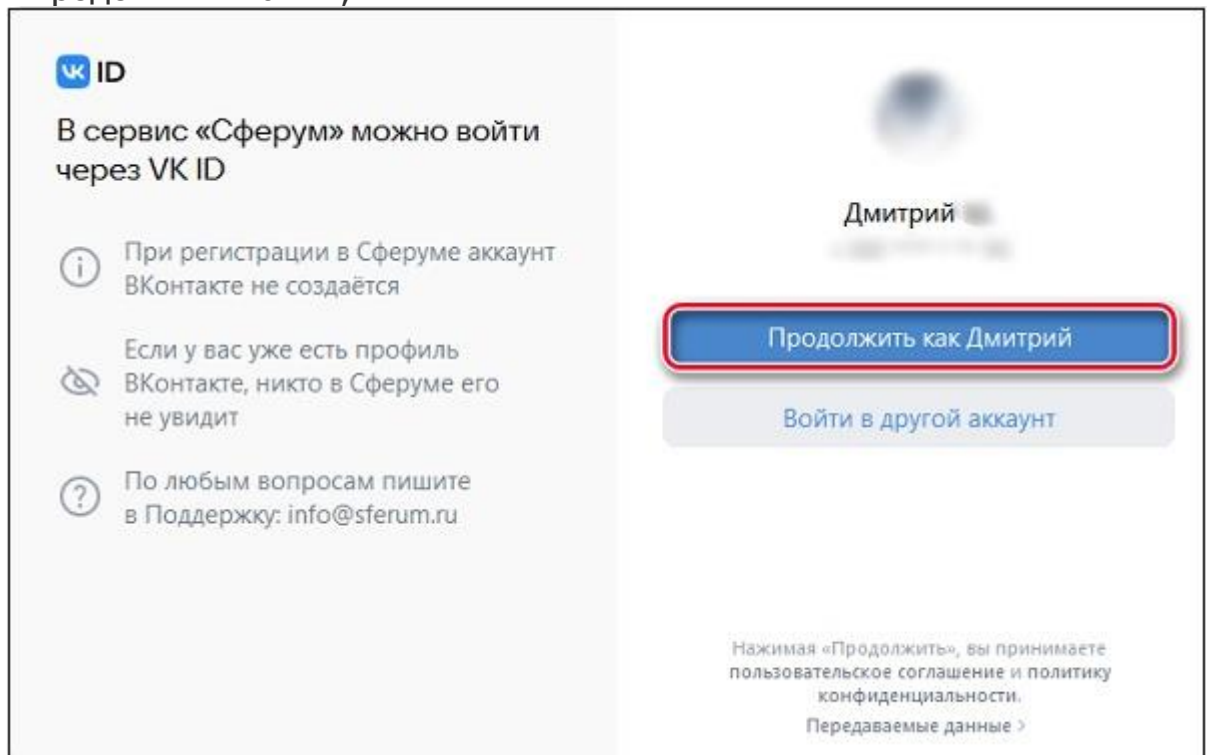 VK ID
В сервис «Сферум» можно войти
через VK ID
При регистрации в Сферуме аккаунт
ВКонтакте не создаётся
Если у вас уже есть профиль
ВКонтакте, никто в Сферуме его
не увидит
По любым вопросам пишите
в Поддержку: info@sferum.ru
Дмитрий
Продолжить как Дмитрий
Войти в другой аккаунт
Нажимая «Продолжить», вы принимаете
пользовательское соглашение и политику
конфиденциальности.
Передаваемые данные >